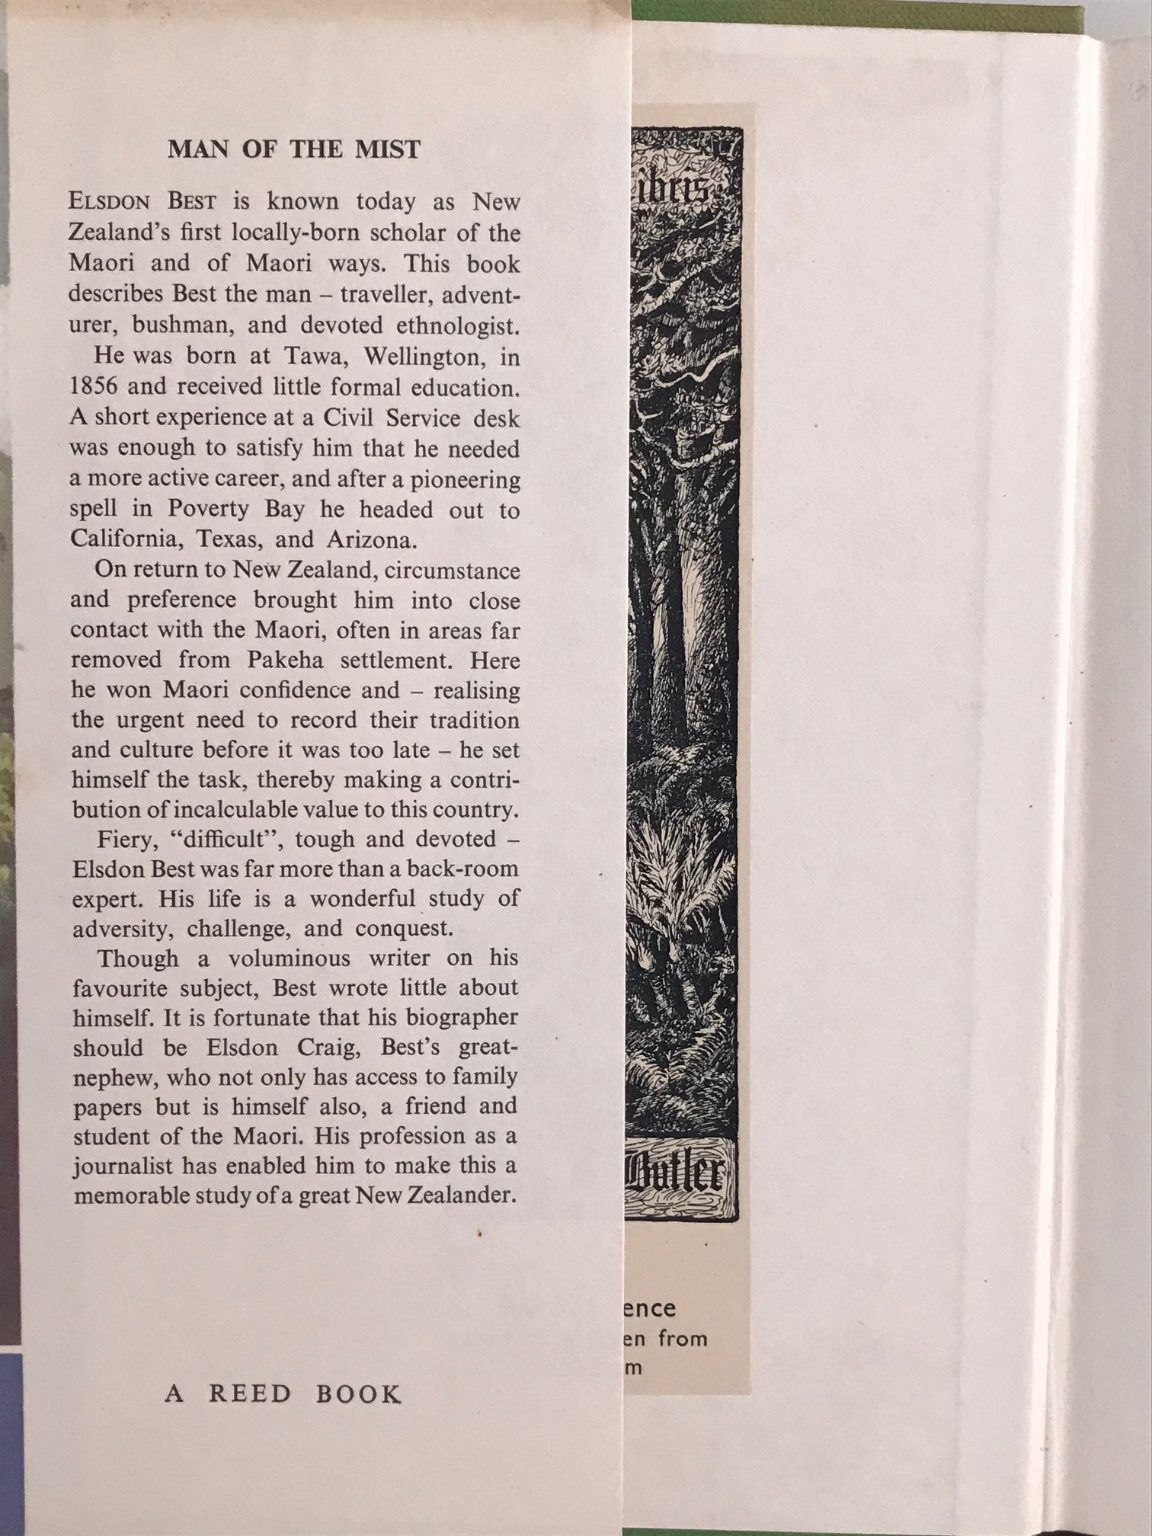 MAN OF THE MIST
ELSDON BEST is known today as New
Zealand's first locally-born scholar of the
Maori and of Maori ways. This book
describes Best the man – traveller, advent-
urer, bushman, and devoted ethnologist.
He was born at Tawa, Wellington, in
1856 and received little formal education.
A short experience at a Civil Service desk
was enough to satisfy him that he needed
a more active career, and after a pioneering
spell in Poverty Bay he headed out to
California, Texas, and Arizona.
On return to New Zealand, circumstance
and preference brought him into close
contact with the Maori, often in areas far
removed from Pakeha settlement. Here
he won Maori confidence and – realising
the urgent need to record their tradition
and culture before it was too late – he set
himself the task, thereby making a contri-
bution of incalculable value to this country.
Fiery, “difficult”, tough and devoted –
Elsdon Best was far more than a back-room
expert. His life is a wonderful study of
adversity, challenge, and conquest.
Though a voluminous writer on his
favourite subject, Best wrote little about
himself. It is fortunate that his biographer
should be Elsdon Craig, Best's great-
nephew, who not only has access to family
papers but is himself also, a friend and
student of the Maori. His profession as a
journalist has enabled him to make this a
memorable study of a great New Zealander.
A REED BOOK
ibris
Butler
ence
en from
m